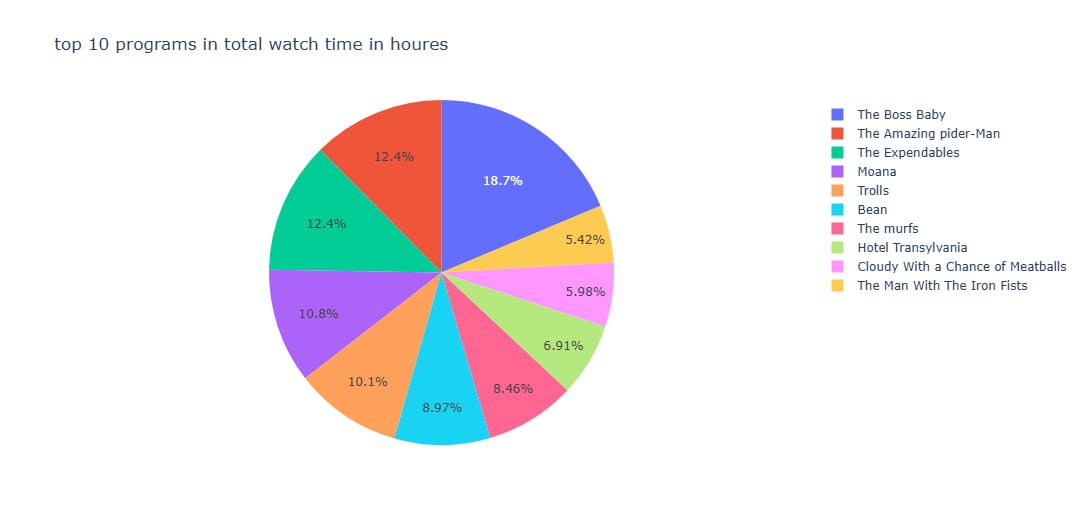 top 10 programs in total watch time in houres
The Boss Baby
The Amazing pider-Man
The Expendables
Moana
Trolls
Bean
The murfs
Hotel Transylvania
Cloudy With a Chance of Meatballs
The Man With The Iron Fists
12.4%
18.7%
12.4%
5.42%
5.98%
10.8%
6.91%
10.1%
8.46%
8.97%